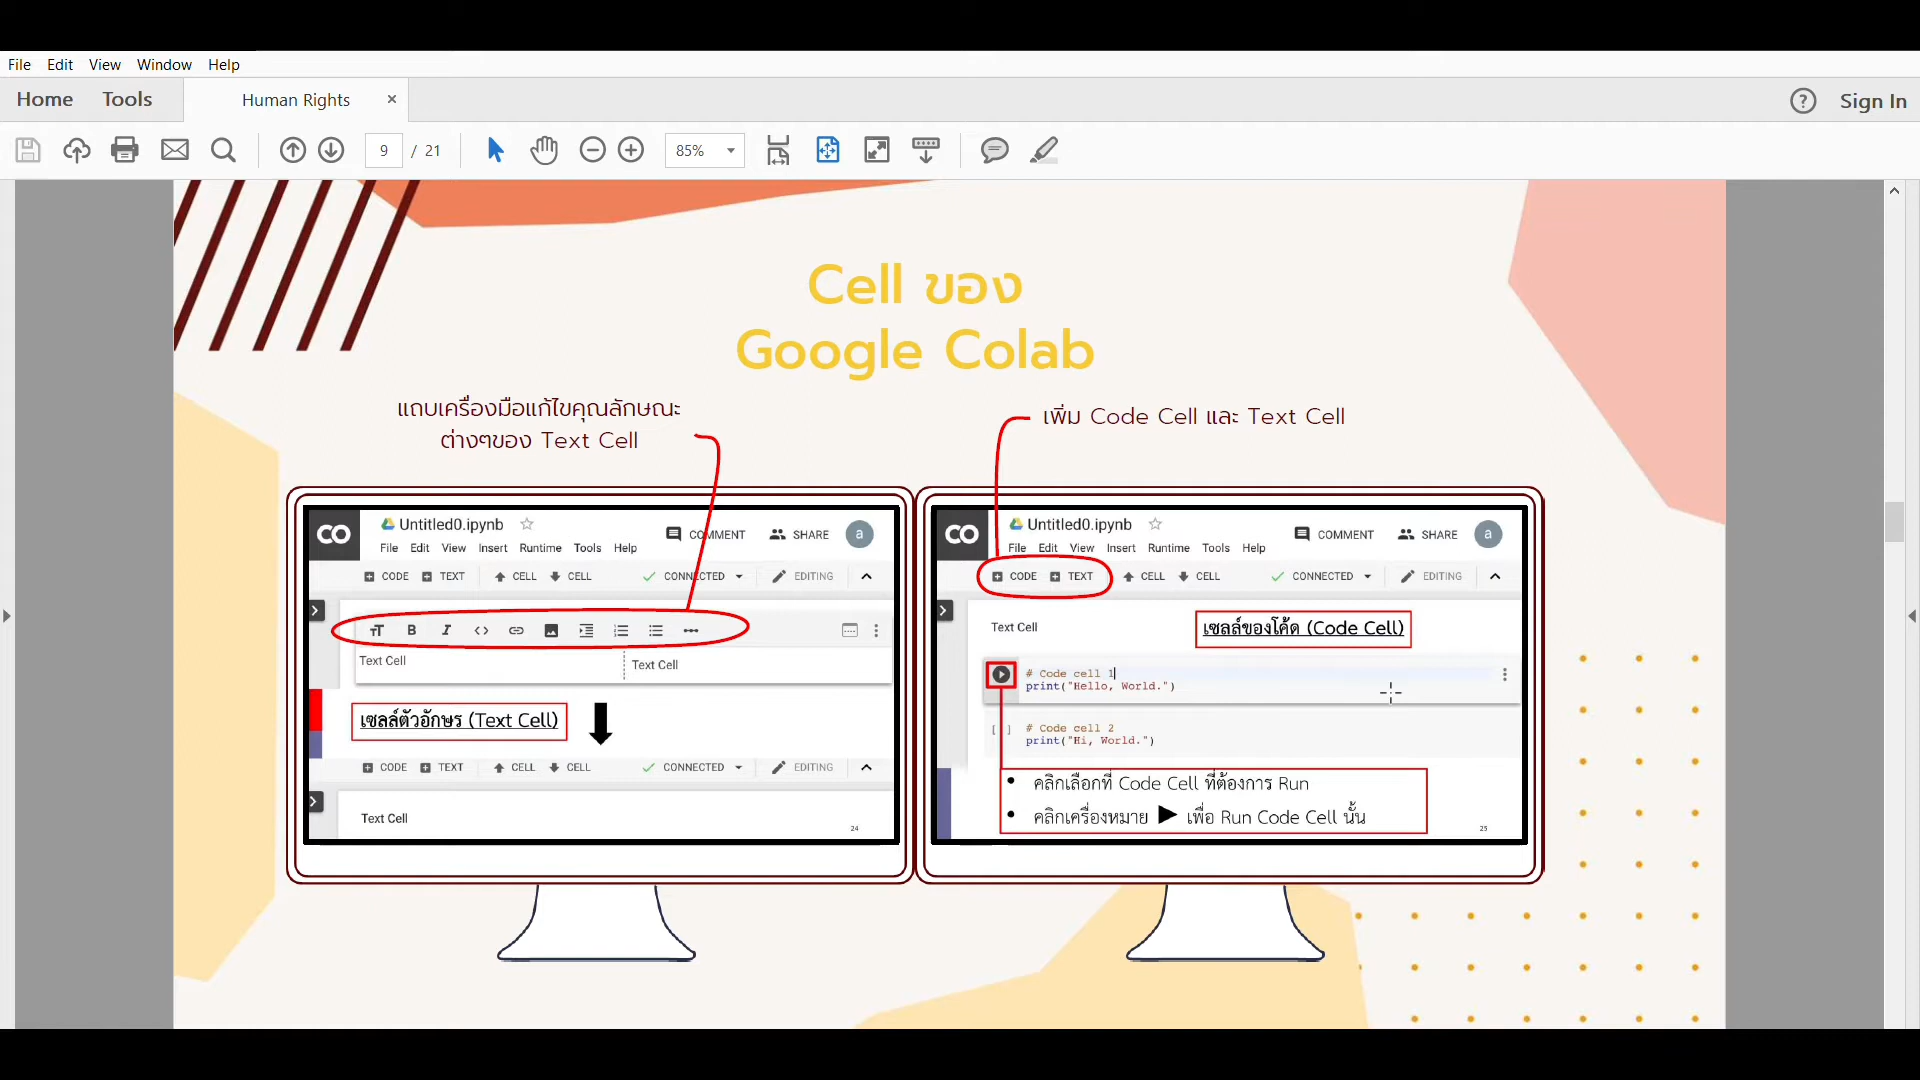 File Edit View Window Help
Home Tools Human Rights × Sign In
9 / 21 85%
Cell ของ
Google Colab
แถบเครื่องมือแก้ไขคุณลักษณะ
ต่างๆของ Text Cell
เพิ่ม Code Cell และ Text Cell
CO Untitled0.ipynb
COMMENT SHARE a
File Edit View Insert Runtime Tools Help
CODE TEXT CELL CELL CONNECTED EDITING
Text Cell Text Cell
เซลล์ตัวอักษร (Text Cell)
CODE TEXT CELL CELL CONNECTED EDITING
Text Cell
24
CO Untitled0.ipynb
COMMENT SHARE a
File Edit View Insert Runtime Tools Help
CODE TEXT CELL CELL CONNECTED EDITING
Text Cell
เซลล์ของโค้ด (Code Cell)
# Code cell 1
print("Hello, World.")
[ ] # Code cell 2
print("Hi, World.")
• คลิกเลือกที่ Code Cell ที่ต้องการ Run
• คลิกเครื่องหมาย ▶ เพื่อ Run Code Cell นั้น
25